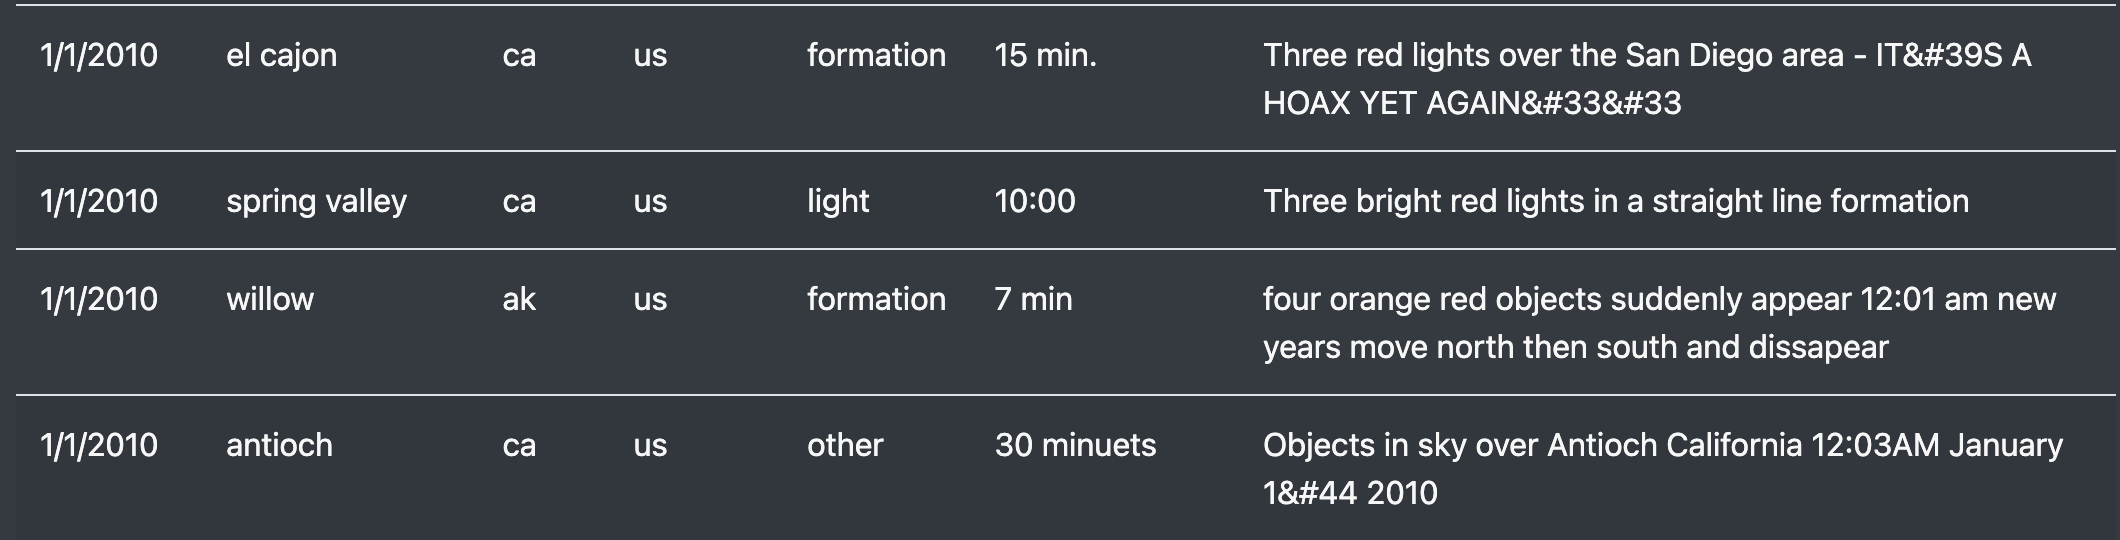 1/1/2010 el cajon ca us formation 15 min. Three red lights over the San Diego area - IT&#39S A
HOAX YET AGAIN&#33&#33
1/1/2010 spring valley ca us light 10:00 Three bright red lights in a straight line formation
1/1/2010 willow ak us formation 7 min four orange red objects suddenly appear 12:01 am new
years move north then south and dissapear
1/1/2010 antioch ca us other 30 minuets Objects in sky over Antioch California 12:03AM January
1&#44 2010